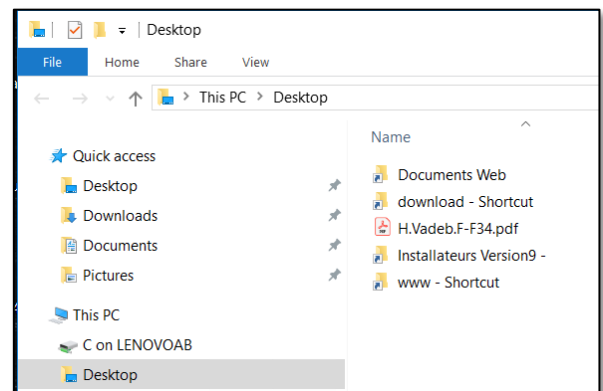 Desktop
File Home Share View
This PC > Desktop
Name
Quick access
Desktop
Downloads
Documents
Pictures
This PC
C on LENOVOAB
Desktop
Documents Web
download - Shortcut
H.Vadeb.F-F34.pdf
Installateurs Version9 -
www - Shortcut